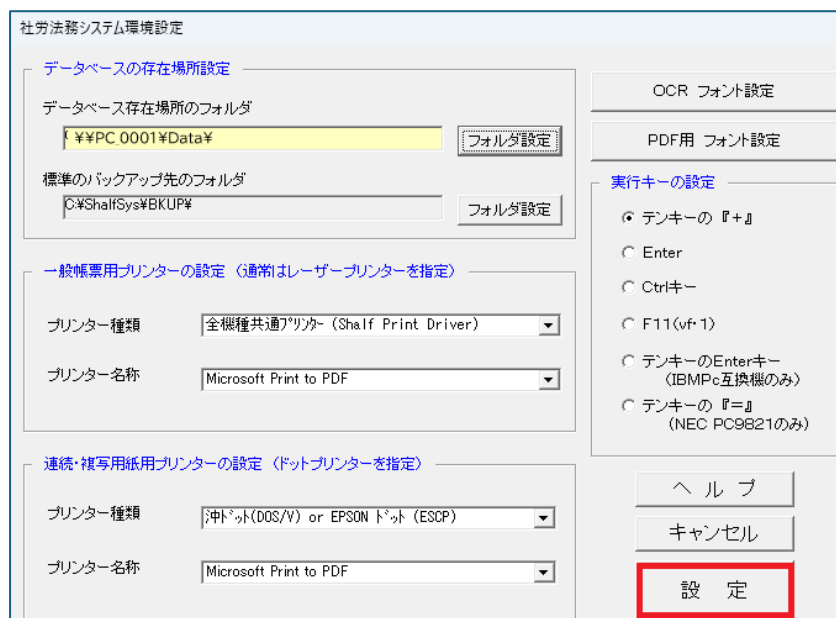 社労法務システム環境設定
データベースの存在場所設定
データベース存在場所のフォルダ
¥¥PC_0001¥Data¥
フォルダ設定
標準のバックアップ先のフォルダ
C:¥ShalfSys¥BKUP¥
フォルダ設定
一般帳票用プリンターの設定（通常はレーザープリンターを指定）
プリンター種類
全機種共通ﾌﾟﾘﾝﾀｰ (Shalf Print Driver)
プリンター名称
Microsoft Print to PDF
連続・複写用紙用プリンターの設定（ドットプリンターを指定）
プリンター種類
沖ﾄﾞｯﾄ(DOS/V) or EPSON ﾄﾞｯﾄ (ESCP)
プリンター名称
Microsoft Print to PDF
OCR フォント設定
PDF用 フォント設定
実行キーの設定
テンキーの『+』
Enter
Ctrlキー
F11(vf・1)
テンキーのEnterキー
(IBMPc互換機のみ)
テンキーの『=』
(NEC PC9821のみ)
ヘ ル プ
キャンセル
設 定